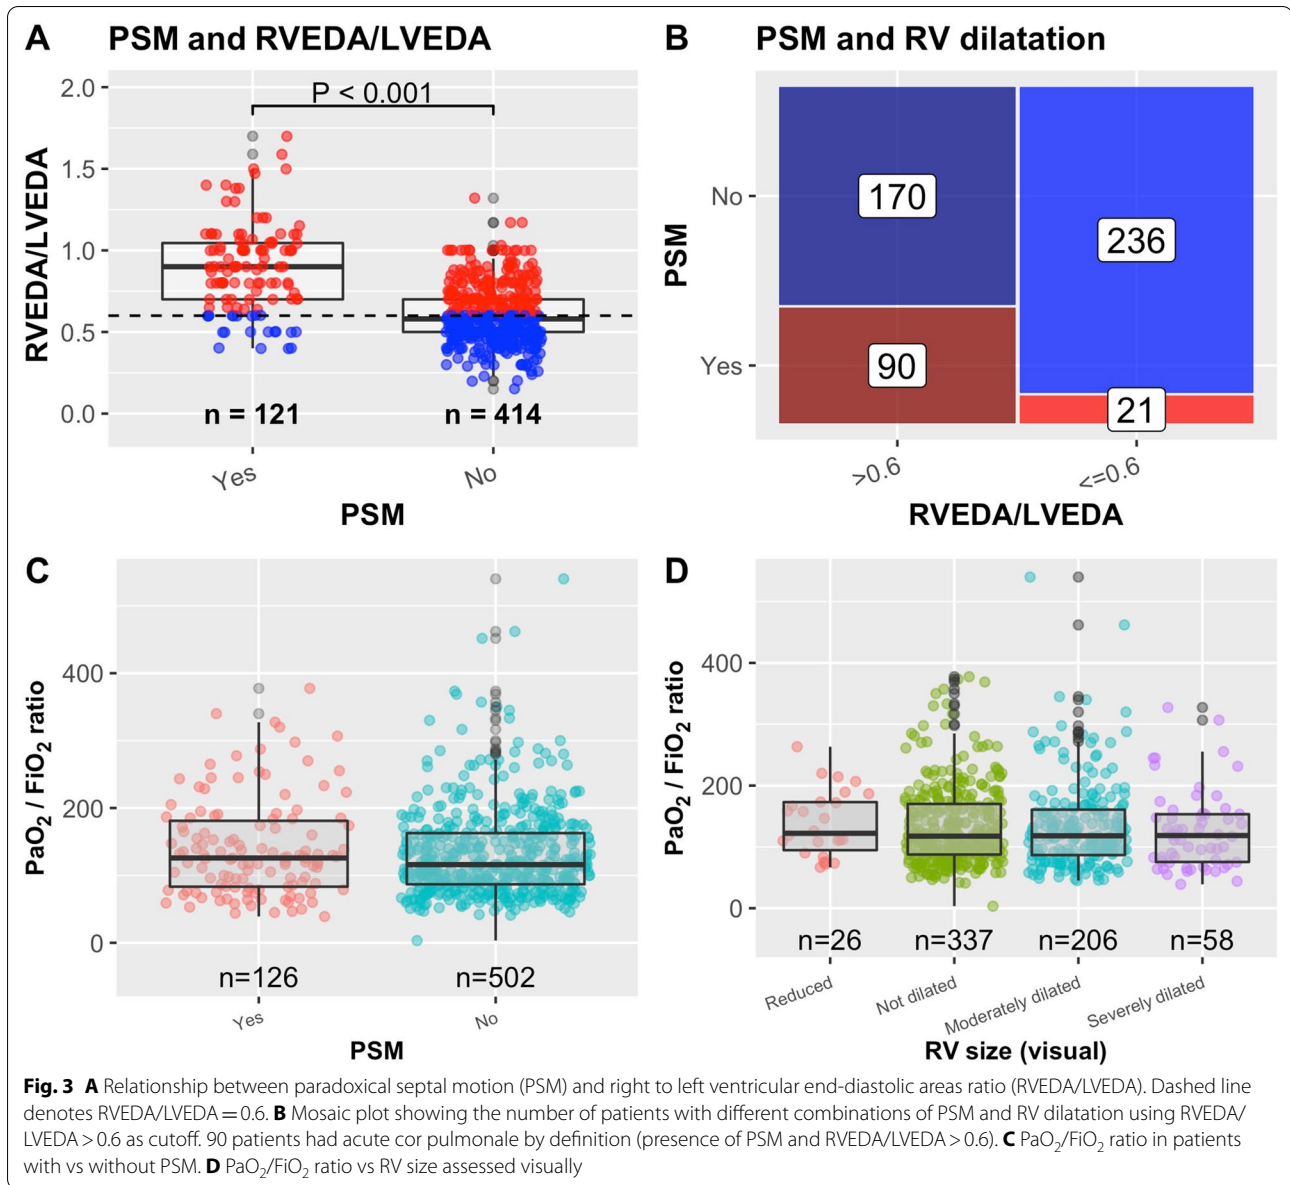 A PSM and RVEDA/LVEDA
P < 0.001
RVEDA/LVEDA
2.0
1.5
1.0
0.5
0.0
n = 121
n = 414
Yes
No
PSM
B PSM and RV dilatation
PSM
No
Yes
170
236
90
21
>0.6
<=0.6
RVEDA/LVEDA
C
PaO2 / FiO2 ratio
400
200
0
n=126
n=502
Yes
No
PSM
D
PaO2 / FiO2 ratio
400
200
0
n=26
n=337
n=206
n=58
Reduced
Not dilated
Moderately dilated
Severely dilated
RV size (visual)
Fig. 3 A Relationship between paradoxical septal motion (PSM) and right to left ventricular end-diastolic areas ratio (RVEDA/LVEDA). Dashed line
denotes RVEDA/LVEDA = 0.6. B Mosaic plot showing the number of patients with different combinations of PSM and RV dilatation using RVEDA/
LVEDA > 0.6 as cutoff. 90 patients had acute cor pulmonale by definition (presence of PSM and RVEDA/LVEDA > 0.6). C PaO2/FiO2 ratio in patients
with vs without PSM. D PaO2/FiO2 ratio vs RV size assessed visually